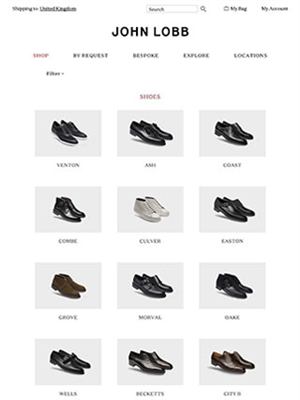 Shipping to: United Kingdom Search My Bag My Account
JOHN LOBB
SHOP BY REQUEST BESPOKE EXPLORE LOCATIONS
Filter +
SHOES
VENTON ASH COAST
COMBE CULVER EASTON
GROVE MORVAL OAKE
WELLS BECKETTS CITY II